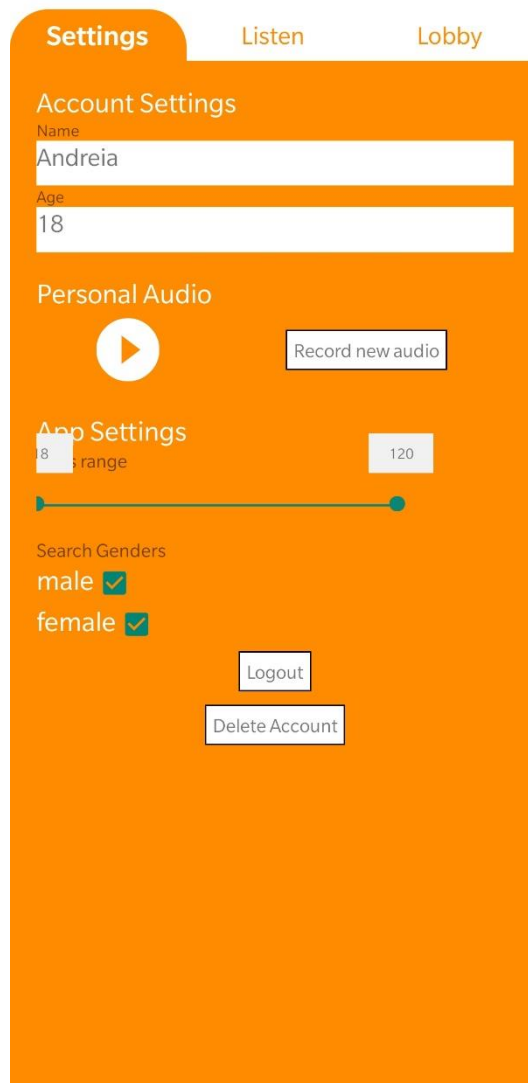 Settings Listen Lobby
Account Settings
Name
Andreia
Age
18
Personal Audio
Record new audio
App Settings
18 120
range
Search Genders
male
female
Logout
Delete Account